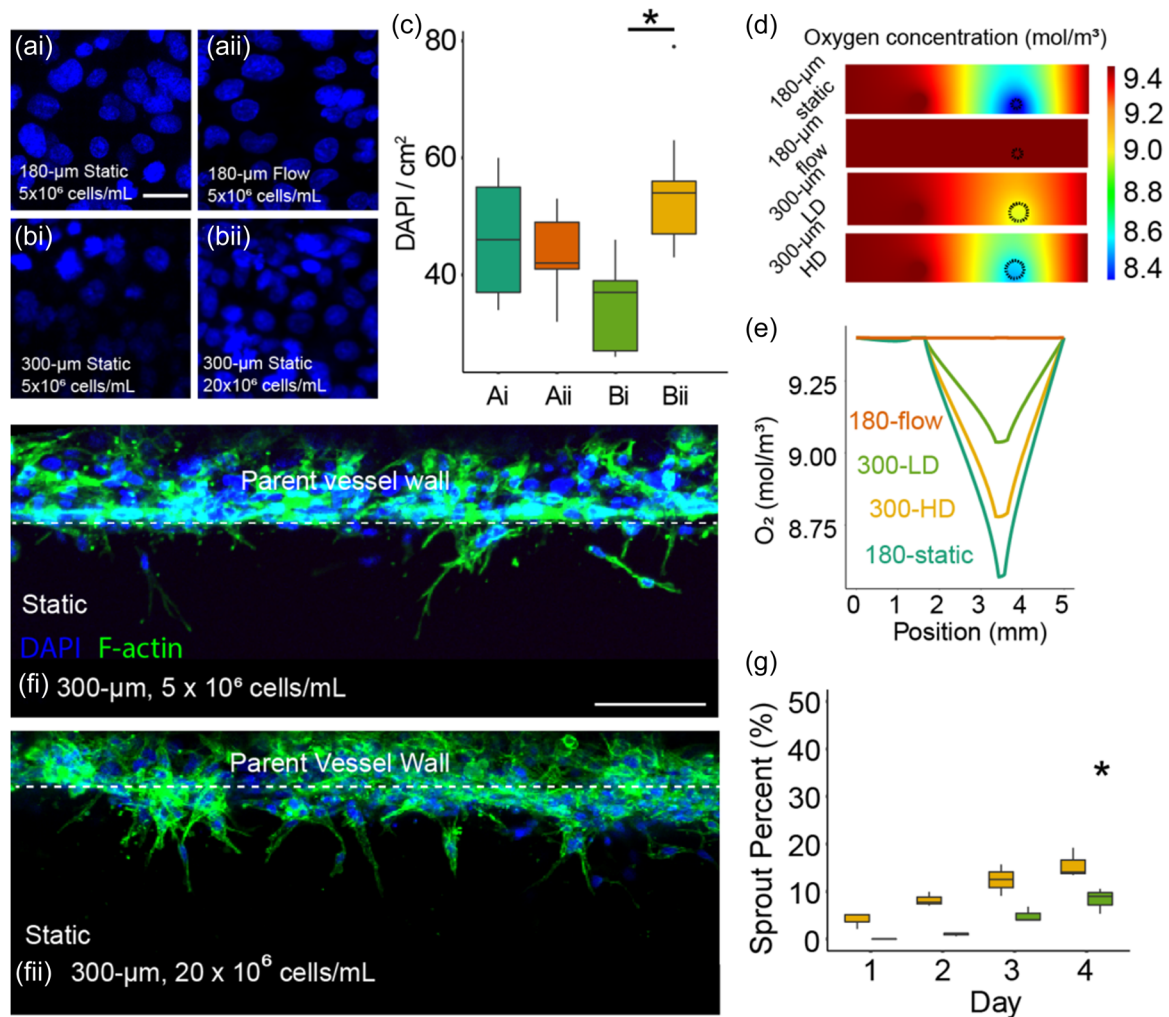 (ai)
180-µm Static
5x10⁶ cells/mL
(aii)
180-µm Flow
5x10⁶ cells/mL
(bi)
300-µm Static
5x10⁶ cells/mL
(bii)
300-µm Static
20x10⁶ cells/mL
(c)
*
DAPI / cm²
80
60
40
Ai Aii Bi Bii
(d)
Oxygen concentration (mol/m³)
180-µm
static
180-µm
flow
300-µm
LD
300-µm
HD
9.4
9.2
9.0
8.8
8.6
8.4
(e)
O₂ (mol/m³)
9.25
9.00
8.75
180-flow
300-LD
300-HD
180-static
0 1 2 3 4 5
Position (mm)
Parent vessel wall
Static
DAPI F-actin
(fi) 300-µm, 5 x 10⁶ cells/mL
Parent Vessel Wall
Static
(fii) 300-µm, 20 x 10⁶ cells/mL
(g)
Sprout Percent (%)
50
40
30
20
10
0
*
1 2 3 4
Day